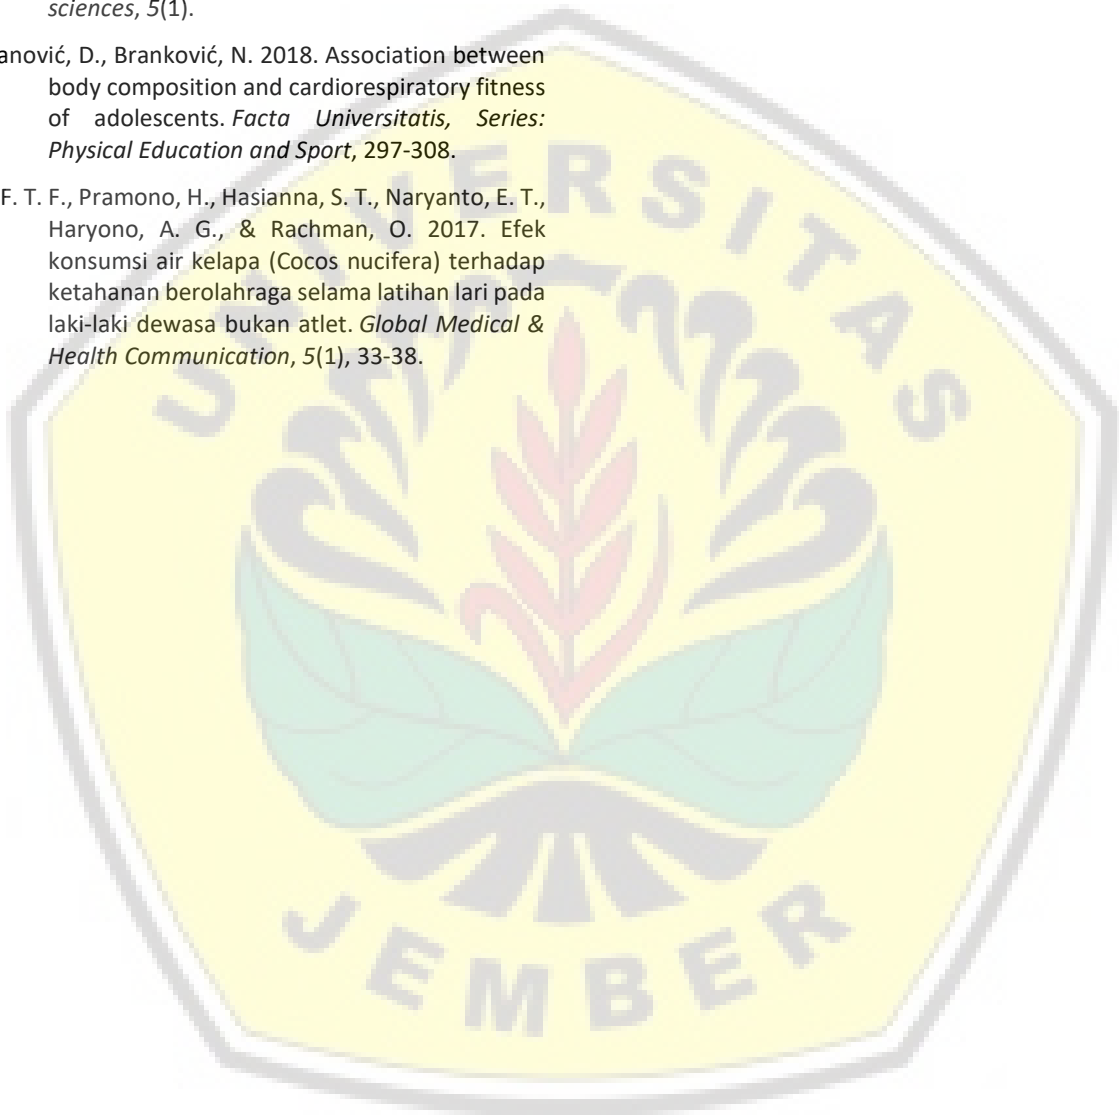 sciences, 5(1).
anović, D., Branković, N. 2018. Association between
body composition and cardiorespiratory fitness
of adolescents. Facta Universitatis, Series:
Physical Education and Sport, 297-308.
F. T. F., Pramono, H., Hasianna, S. T., Naryanto, E. T.,
Haryono, A. G., & Rachman, O. 2017. Efek
konsumsi air kelapa (Cocos nucifera) terhadap
ketahanan berolahraga selama latihan lari pada
laki-laki dewasa bukan atlet. Global Medical &
Health Communication, 5(1), 33-38.
UNIVERSITAS
JEMBER